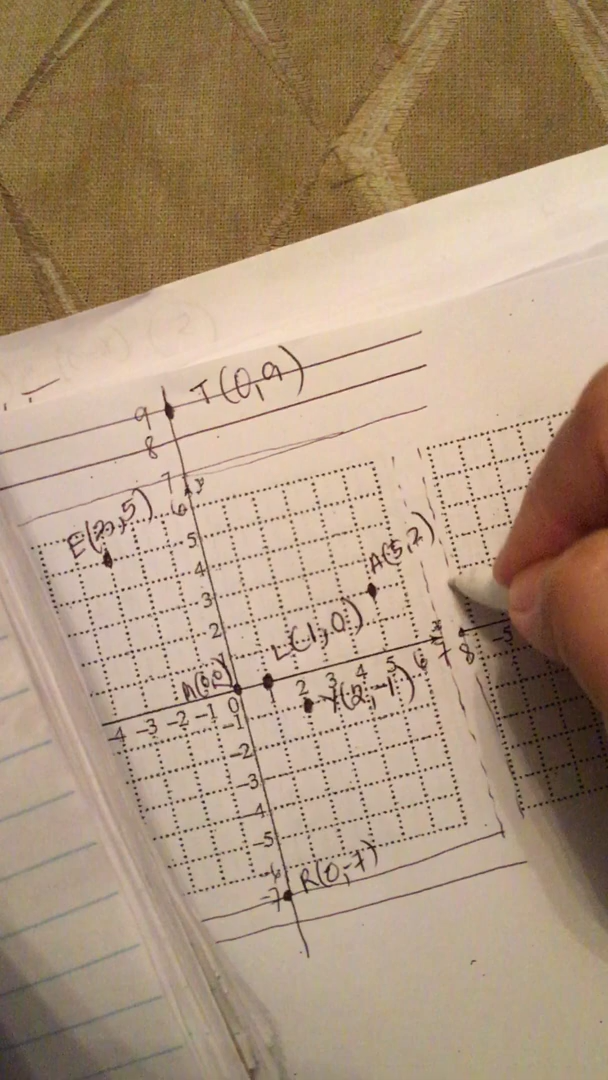 9 T(0,9)
8
7
y
6
E(2,5)
5
4
A(5,2)
3
2
L(1,0)
x
1
A(0,0)
-4 -3 -2 -1 0 1 2 3 4 5 6 7 8 -5
Y(2,-1)
-1
-2
-3
-4
-5
-6
-7 R(0,-7)